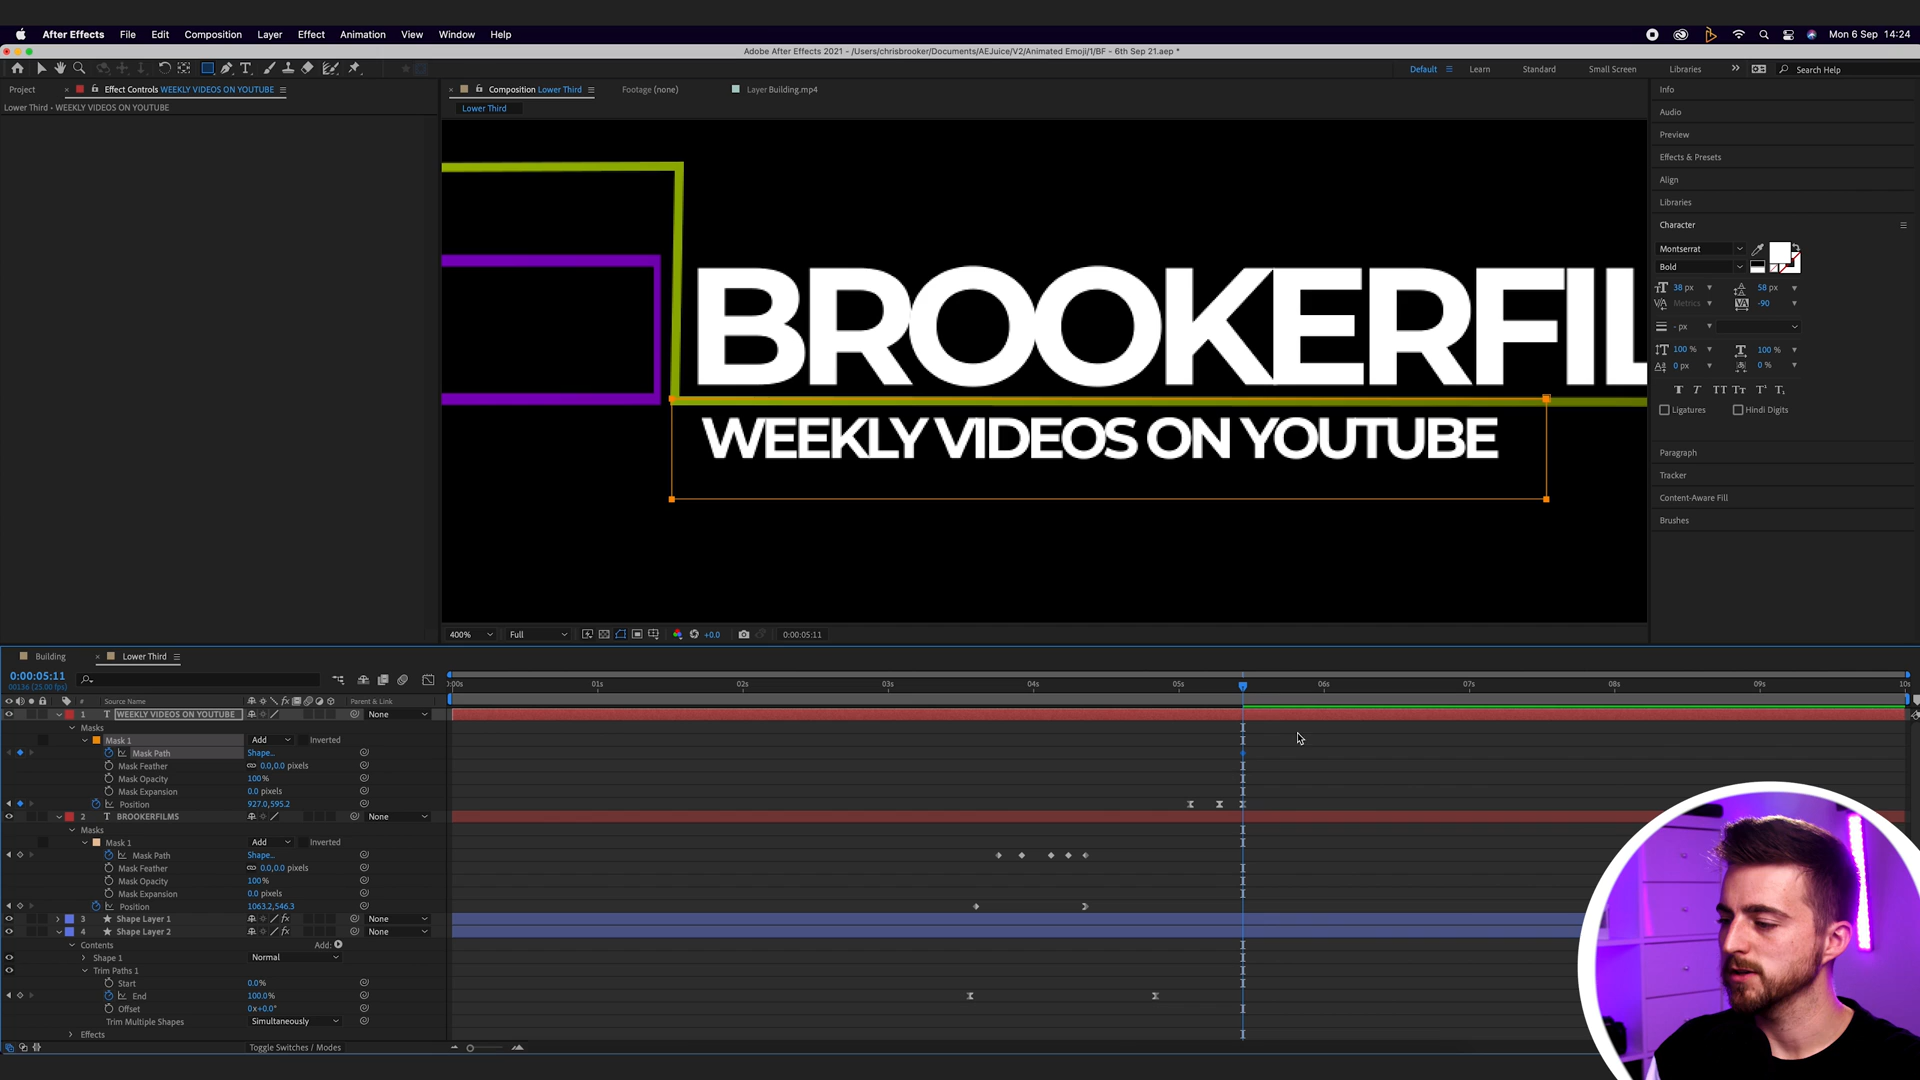 After Effects File Edit Composition Layer Effect Animation View Window Help Mon 6 Sep 14:24
Adobe After Effects 2021 - /Users/chrisbrooker/Documents/AEJuice/V2/Animated Emoji/1/BF - 6th Sep 21.aep *
Default Learn Standard Small Screen Libraries Search Help
Project Effect Controls WEEKLY VIDEOS ON YOUTUBE Composition Lower Third Footage (none) Layer Building.mp4
Lower Third • WEEKLY VIDEOS ON YOUTUBE Lower Third
BROOKERFIL
WEEKLY VIDEOS ON YOUTUBE
Info
Audio
Preview
Effects & Presets
Align
Libraries
Character
Montserrat
Bold
38 px 58 px
Metrics -90
- px
100 % 100 %
0 px 0 %
Ligatures Hindi Digits
Paragraph
Tracker
Content-Aware Fill
Brushes
400% Full +0.0 0:00:05:11
Building Lower Third
0:00:05:11
00136 (25.00 fps)
:00s 01s 02s 03s 04s 05s 06s 07s 08s 09s 10s
# Source Name Parent & Link
1 T WEEKLY VIDEOS ON YOUTUBE None
Masks
Mask 1 Add Inverted
Mask Path Shape...
Mask Feather 0.0,0.0 pixels
Mask Opacity 100%
Mask Expansion 0.0 pixels
Position 927.0,595.2
2 T BROOKERFILMS None
Masks
Mask 1 Add Inverted
Mask Path Shape...
Mask Feather 0.0,0.0 pixels
Mask Opacity 100%
Mask Expansion 0.0 pixels
Position 1063.2,546.3
3 Shape Layer 1 None
4 Shape Layer 2 None
Contents Add:
Shape 1 Normal
Trim Paths 1
Start 0.0%
End 100.0%
Offset 0x+0.0°
Trim Multiple Shapes Simultaneously
Effects
Toggle Switches / Modes